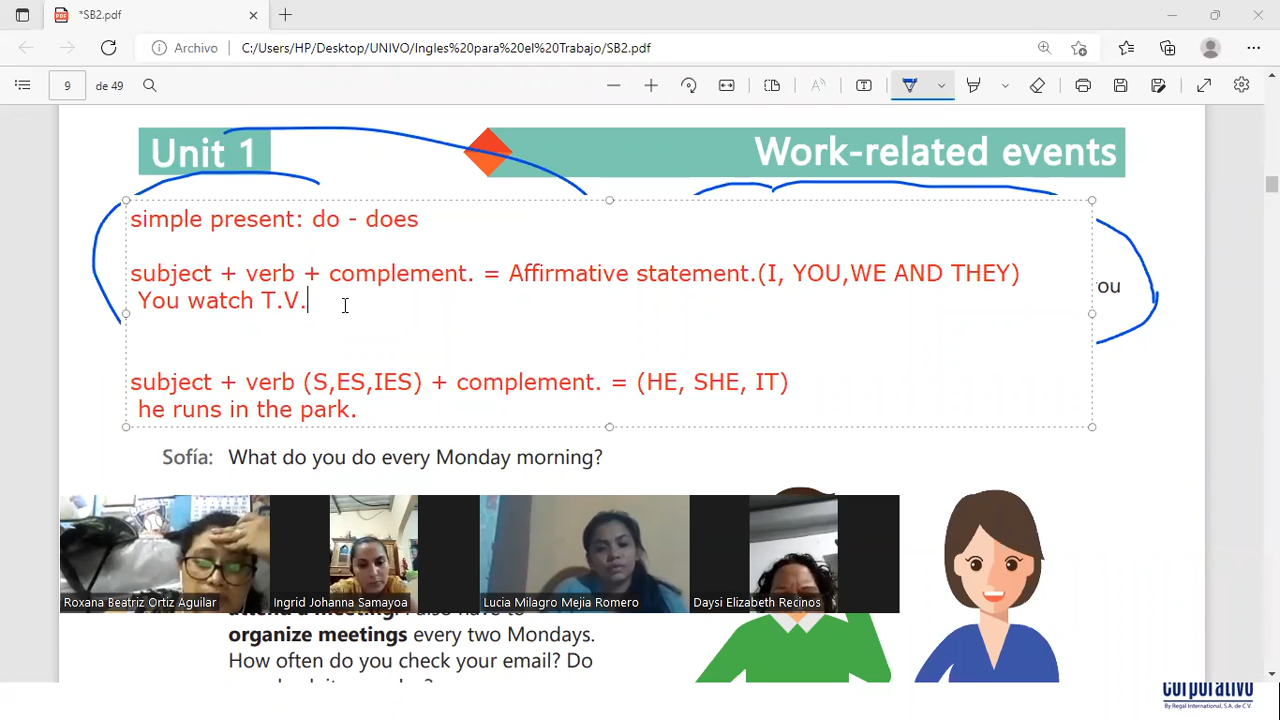 *SB2.pdf
Archivo C:/Users/HP/Desktop/UNIVO/Ingles%20para%20el%20Trabajo/SB2.pdf
9 de 49
Unit 1 Work-related events
simple present: do - does
subject + verb + complement. = Affirmative statement.(I, YOU,WE AND THEY)
ou
You watch T.V.
subject + verb (S,ES,IES) + complement. = (HE, SHE, IT)
he runs in the park.
Sofía: What do you do every Monday morning?
Roxana Beatriz Ortiz Aguilar Ingrid Johanna Samayoa Lucia Milagro Mejia Romero Daysi Elizabeth Recinos
organize meetings every two Mondays.
How often do you check your email? Do
Corporativo
By Regal International, S.A. de C.V.